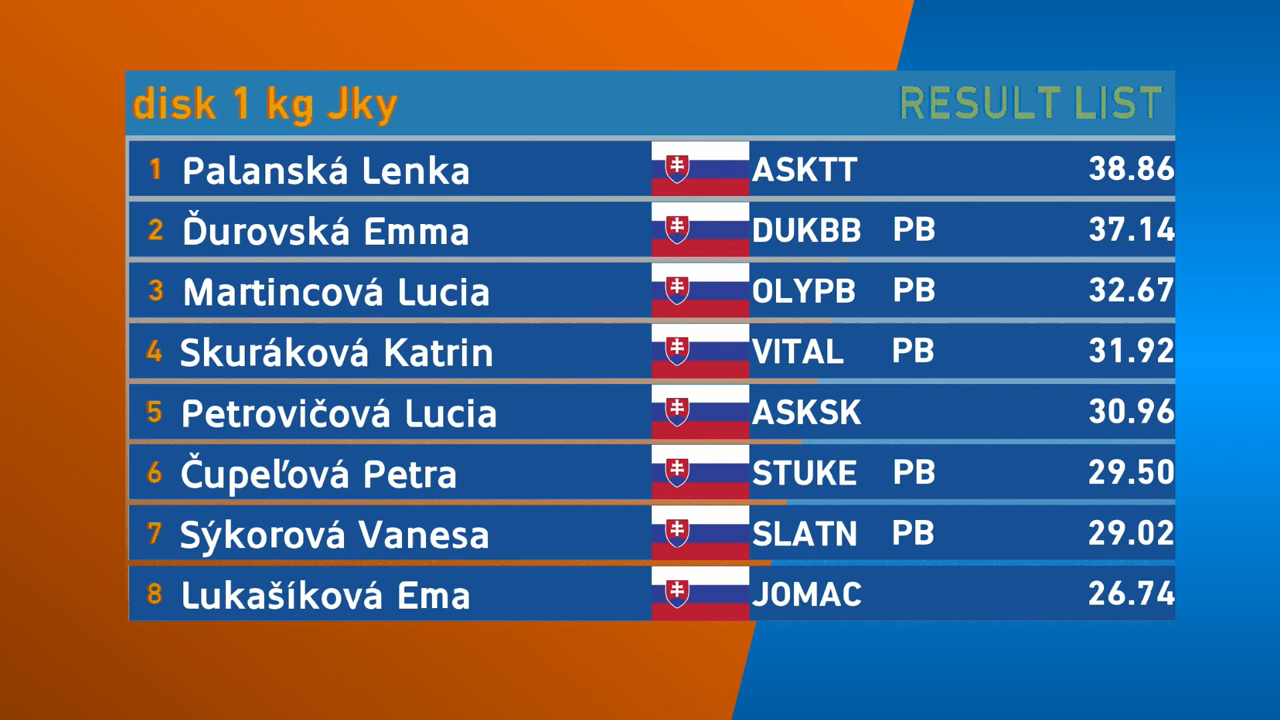 disk 1 kg Jky RESULT LIST
1 Palanská Lenka ASKTT 38.86
2 Ďurovská Emma DUKBB PB 37.14
3 Martincová Lucia OLYPB PB 32.67
4 Skuráková Katrin VITAL PB 31.92
5 Petrovičová Lucia ASKSK 30.96
6 Čupeľová Petra STUKE PB 29.50
7 Sýkorová Vanesa SLATN PB 29.02
8 Lukašíková Ema JOMAC 26.74